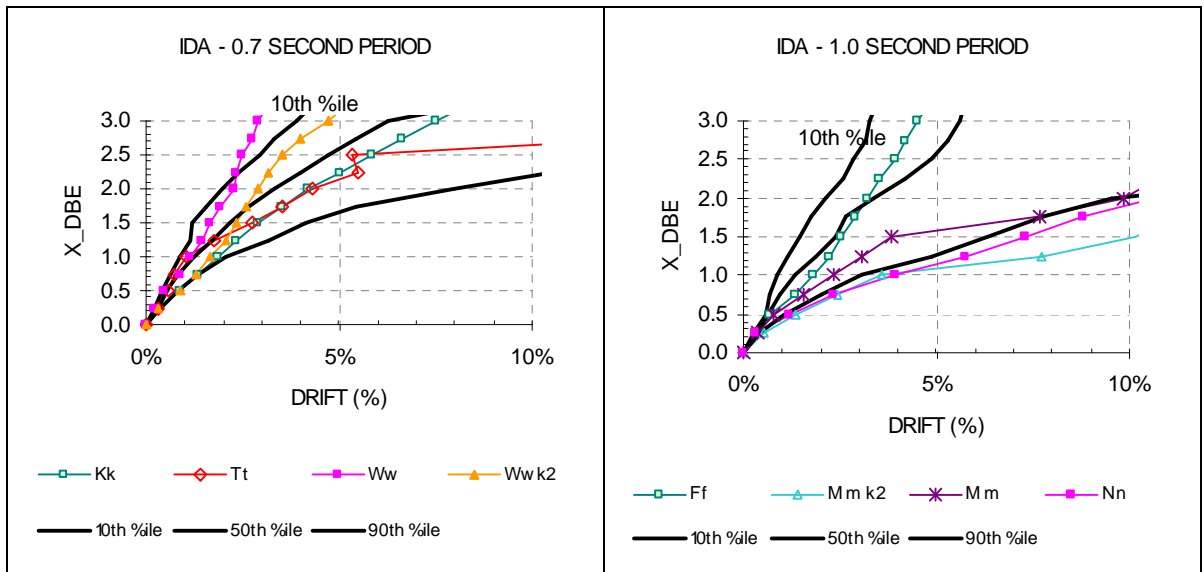 IDA - 0.7 SECOND PERIOD
10th %ile
3.0
2.5
2.0
1.5
1.0
0.5
0.0
X_DBE
0%
5%
10%
DRIFT (%)
Kk
Tt
Ww
Ww k2
10th %ile
50th %ile
90th %ile
IDA - 1.0 SECOND PERIOD
10th %ile
3.0
2.5
2.0
1.5
1.0
0.5
0.0
X_DBE
0%
5%
10%
DRIFT (%)
Ff
Mm k2
Mm
Nn
10th %ile
50th %ile
90th %ile